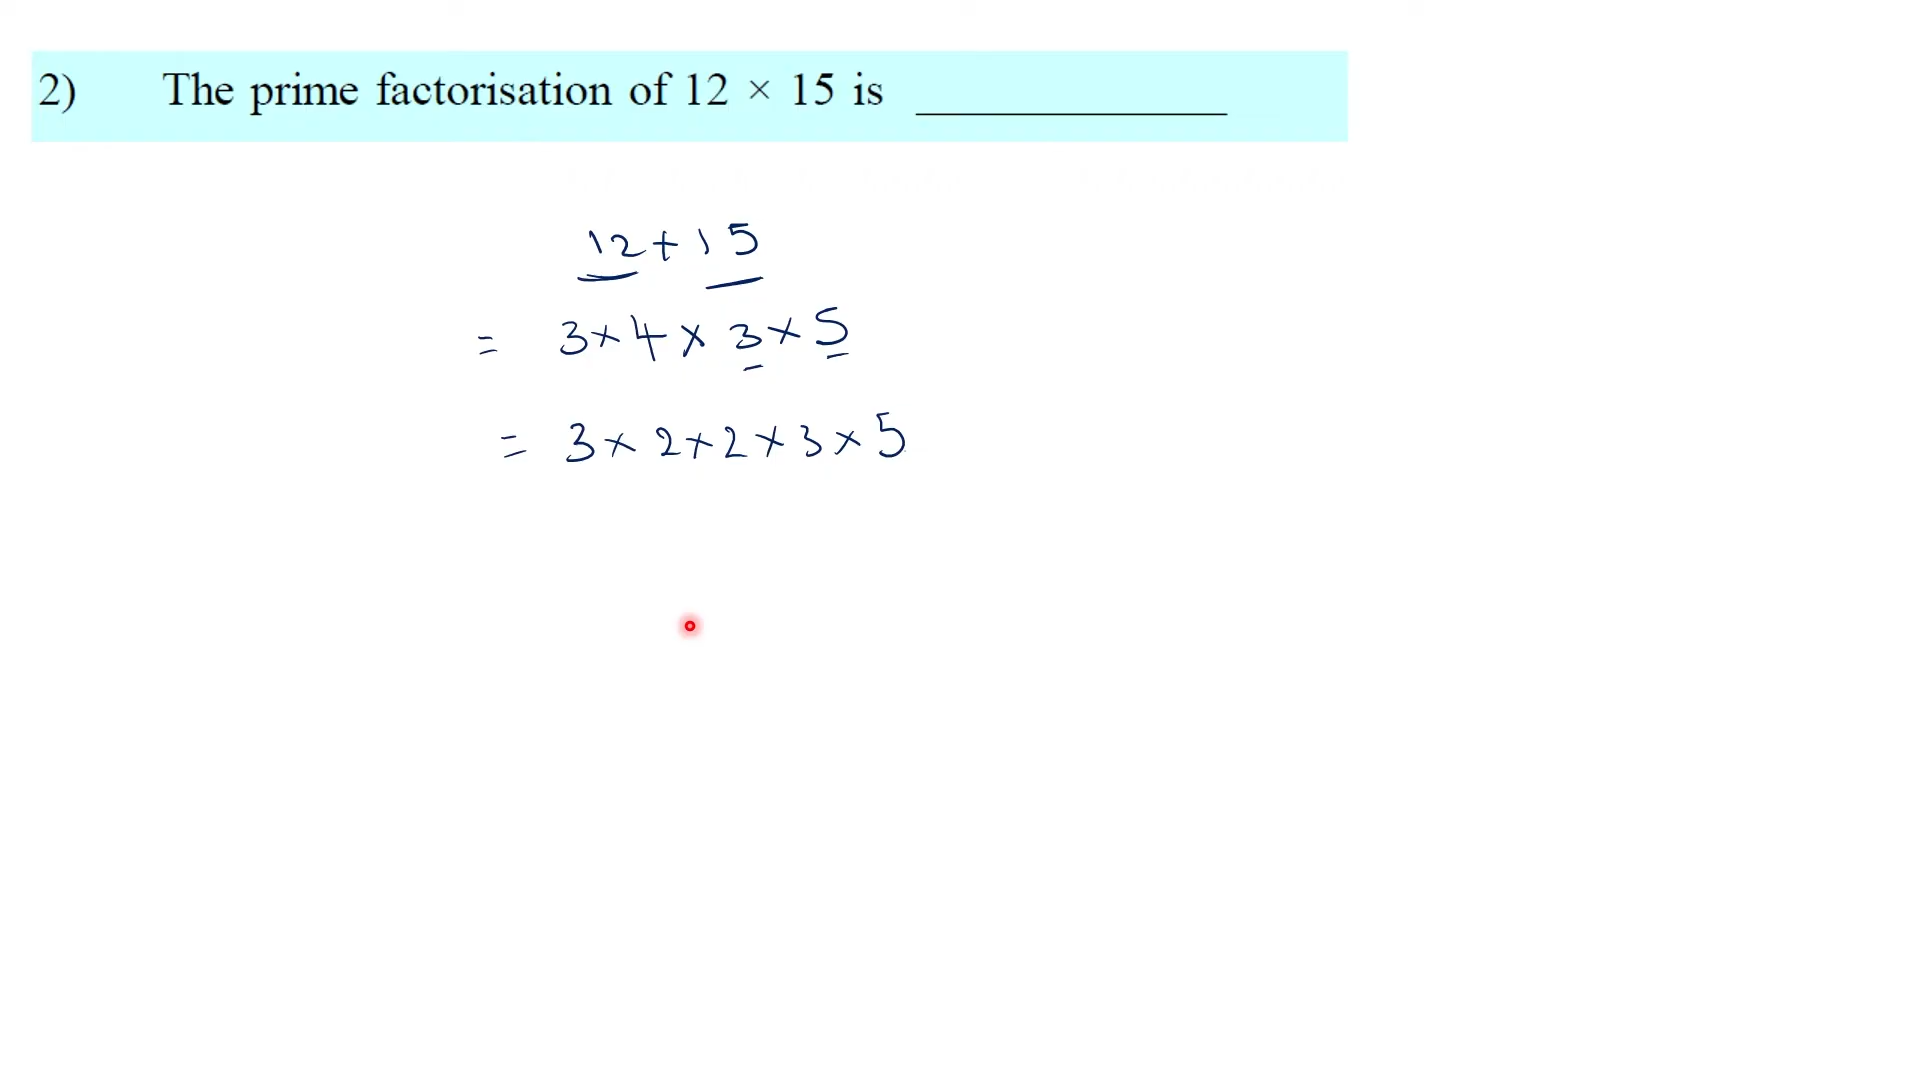 2) The prime factorisation of 12 × 15 is ______________
12 + 15
= 3 × 4 × 3 × 5
= 3 × 2 × 2 × 3 × 5